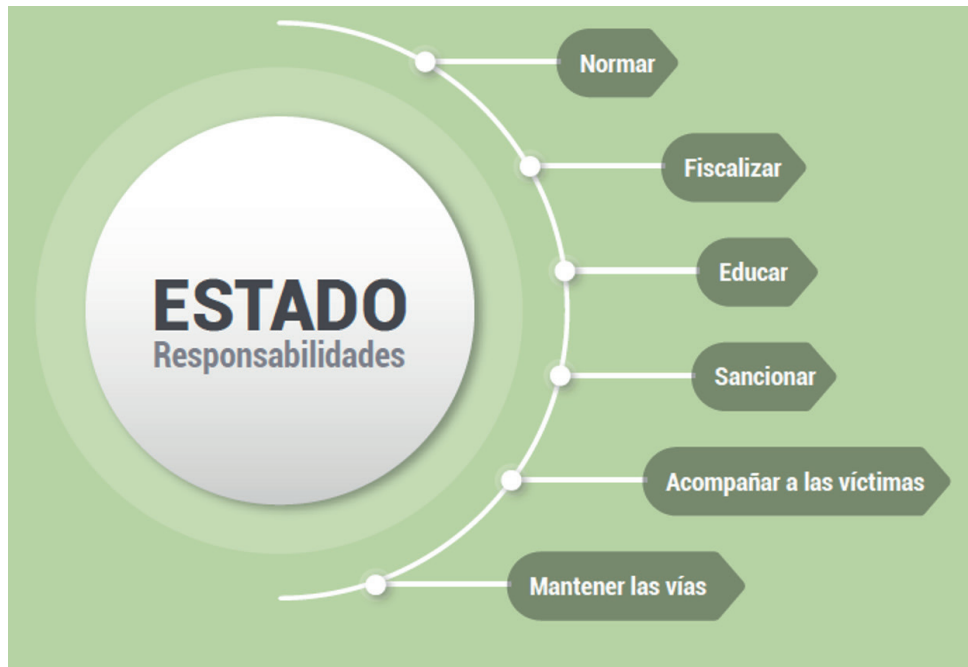 Normar
Fiscalizar
Educar
ESTADO
Responsabilidades
Sancionar
Acompañar a las víctimas
Mantener las vías